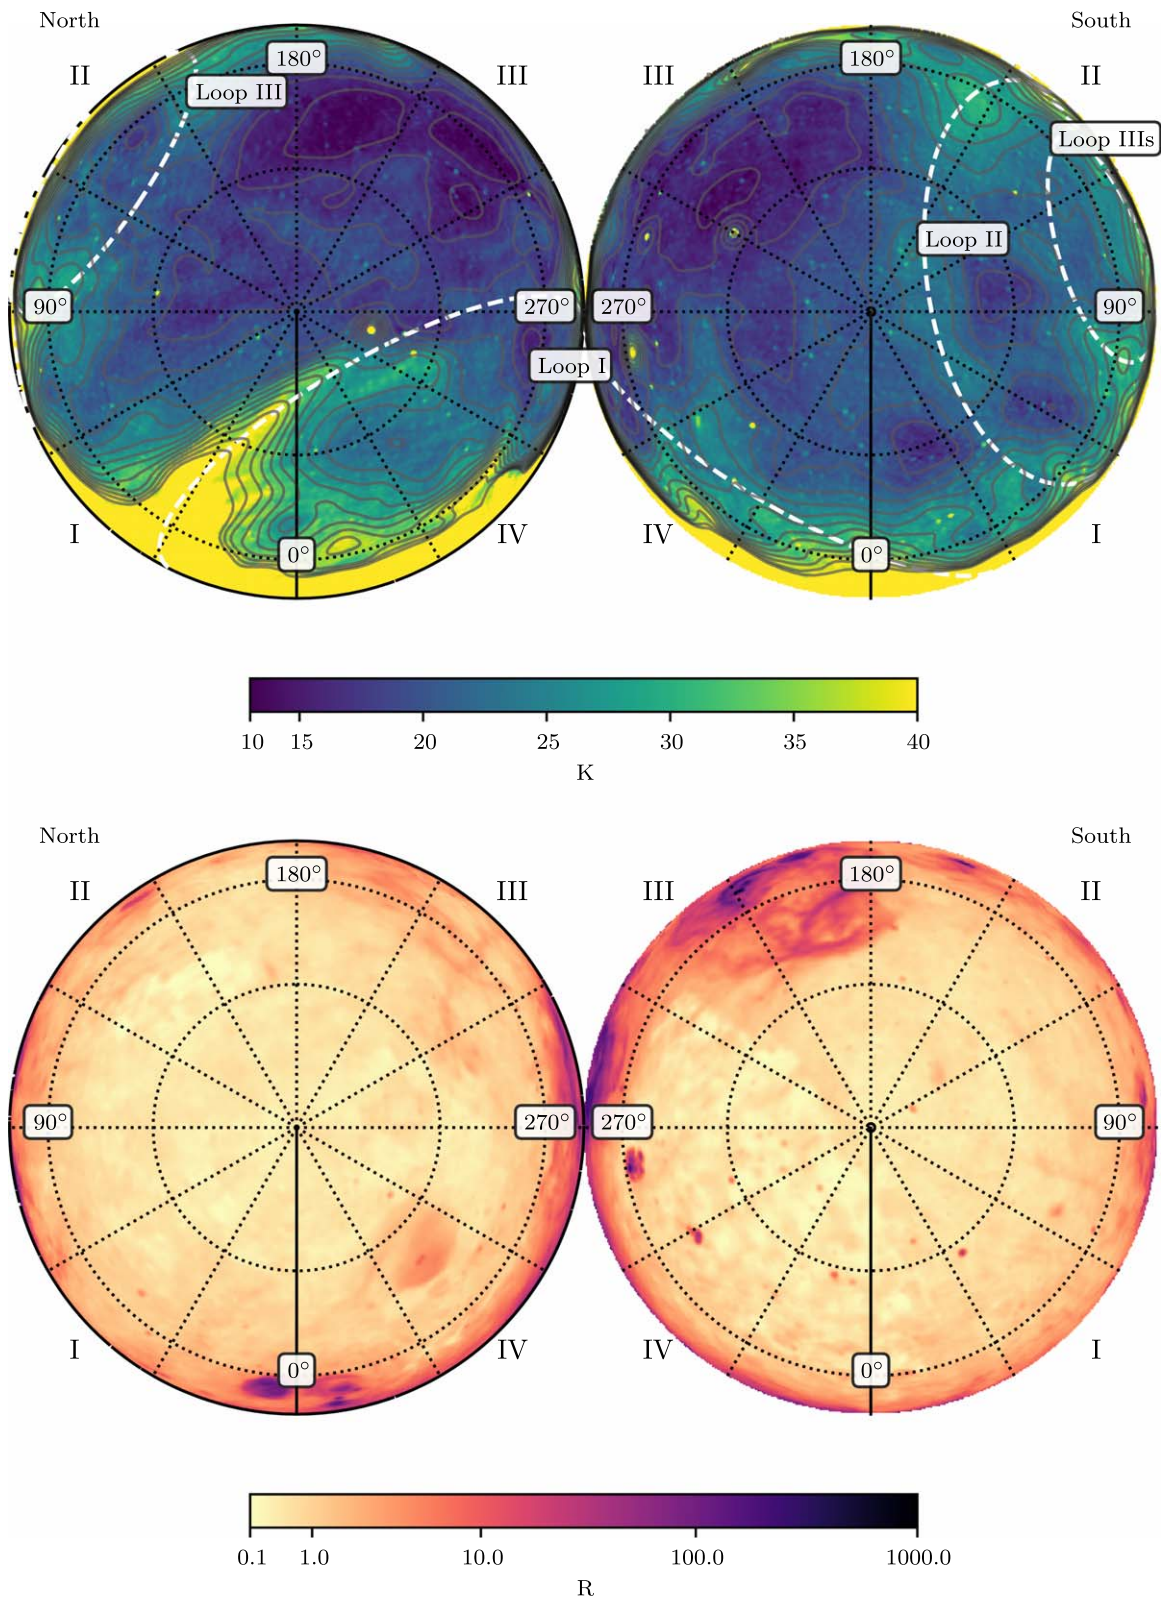 North South
II III III II
180° 180°
Loop III
Loop IIIs
Loop II
90° 270° 270° 90°
Loop I
I IV IV I
0° 0°
10 15 20 25 30 35 40
K
North South
II III III II
180° 180°
90° 270° 270° 90°
I IV IV I
0° 0°
0.1 1.0 10.0 100.0 1000.0
R